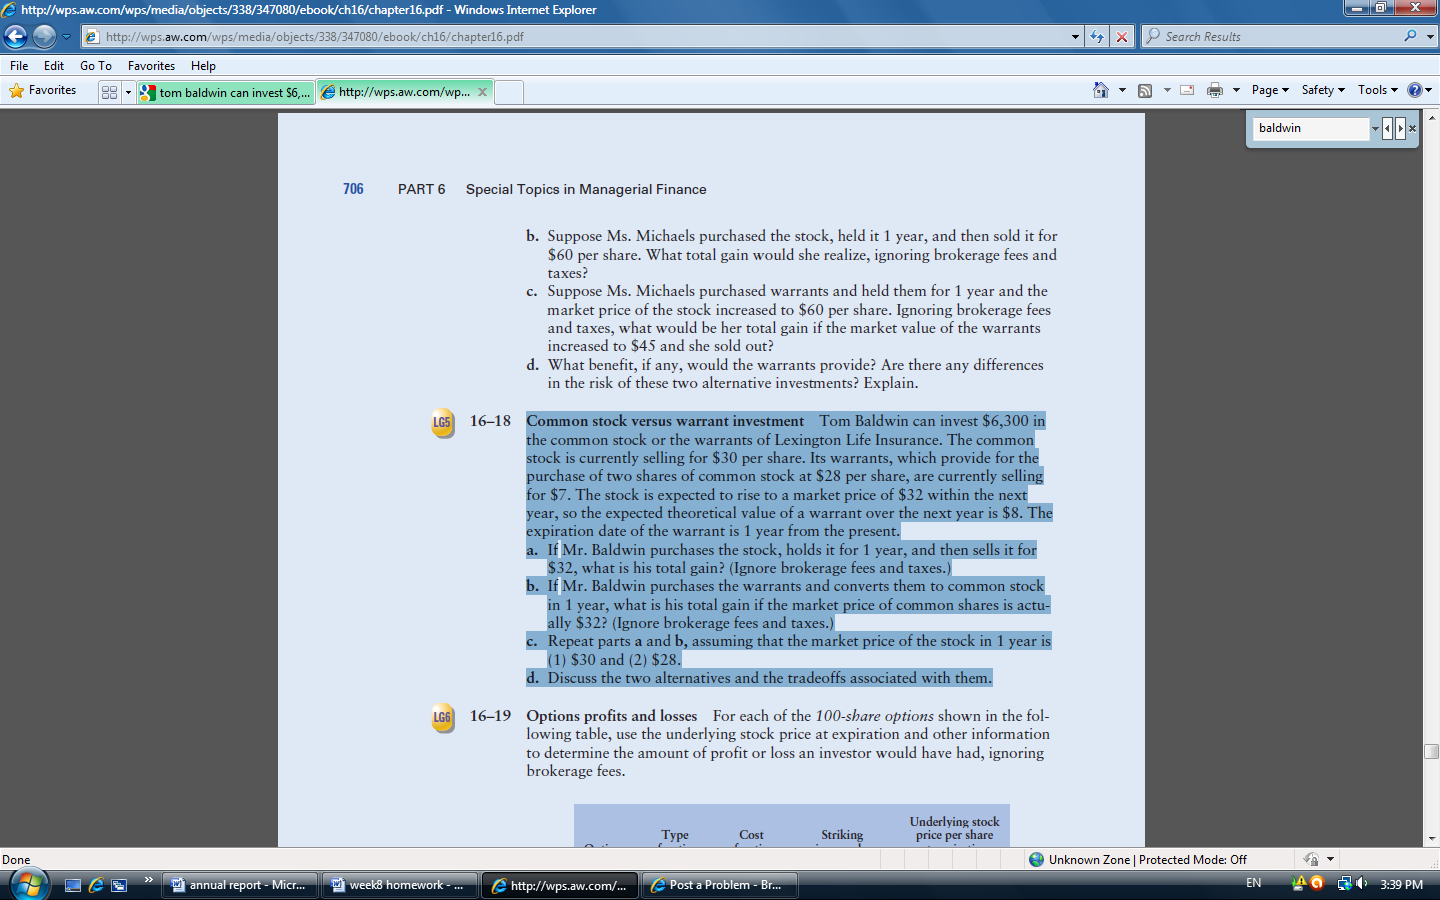 http://wps.aw.com/wps/media/objects/338/347080/ebook/ch16/chapter16.pdf - Windows Internet Explorer
http://wps.aw.com/wps/media/objects/338/347080/ebook/ch16/chapter16.pdf
Search Results
File Edit Go To Favorites Help
Favorites
tom baldwin can invest $6,...
http://wps.aw.com/wp...
Page Safety Tools
baldwin
706 PART 6 Special Topics in Managerial Finance
b. Suppose Ms. Michaels purchased the stock, held it 1 year, and then sold it for
$60 per share. What total gain would she realize, ignoring brokerage fees and
taxes?
c. Suppose Ms. Michaels purchased warrants and held them for 1 year and the
market price of the stock increased to $60 per share. Ignoring brokerage fees
and taxes, what would be her total gain if the market value of the warrants
increased to $45 and she sold out?
d. What benefit, if any, would the warrants provide? Are there any differences
in the risk of these two alternative investments? Explain.
LG5 16–18 Common stock versus warrant investment Tom Baldwin can invest $6,300 in
the common stock or the warrants of Lexington Life Insurance. The common
stock is currently selling for $30 per share. Its warrants, which provide for the
purchase of two shares of common stock at $28 per share, are currently selling
for $7. The stock is expected to rise to a market price of $32 within the next
year, so the expected theoretical value of a warrant over the next year is $8. The
expiration date of the warrant is 1 year from the present.
a. If Mr. Baldwin purchases the stock, holds it for 1 year, and then sells it for
$32, what is his total gain? (Ignore brokerage fees and taxes.)
b. If Mr. Baldwin purchases the warrants and converts them to common stock
in 1 year, what is his total gain if the market price of common shares is actu-
ally $32? (Ignore brokerage fees and taxes.)
c. Repeat parts a and b, assuming that the market price of the stock in 1 year is
(1) $30 and (2) $28.
d. Discuss the two alternatives and the tradeoffs associated with them.
LG6 16–19 Options profits and losses For each of the 100-share options shown in the fol-
lowing table, use the underlying stock price at expiration and other information
to determine the amount of profit or loss an investor would have had, ignoring
brokerage fees.
Underlying stock
Type Cost Striking price per share
Done
Unknown Zone | Protected Mode: Off
annual report - Micr...
week8 homework - ...
http://wps.aw.com/...
Post a Problem - Br...
EN
3:39 PM